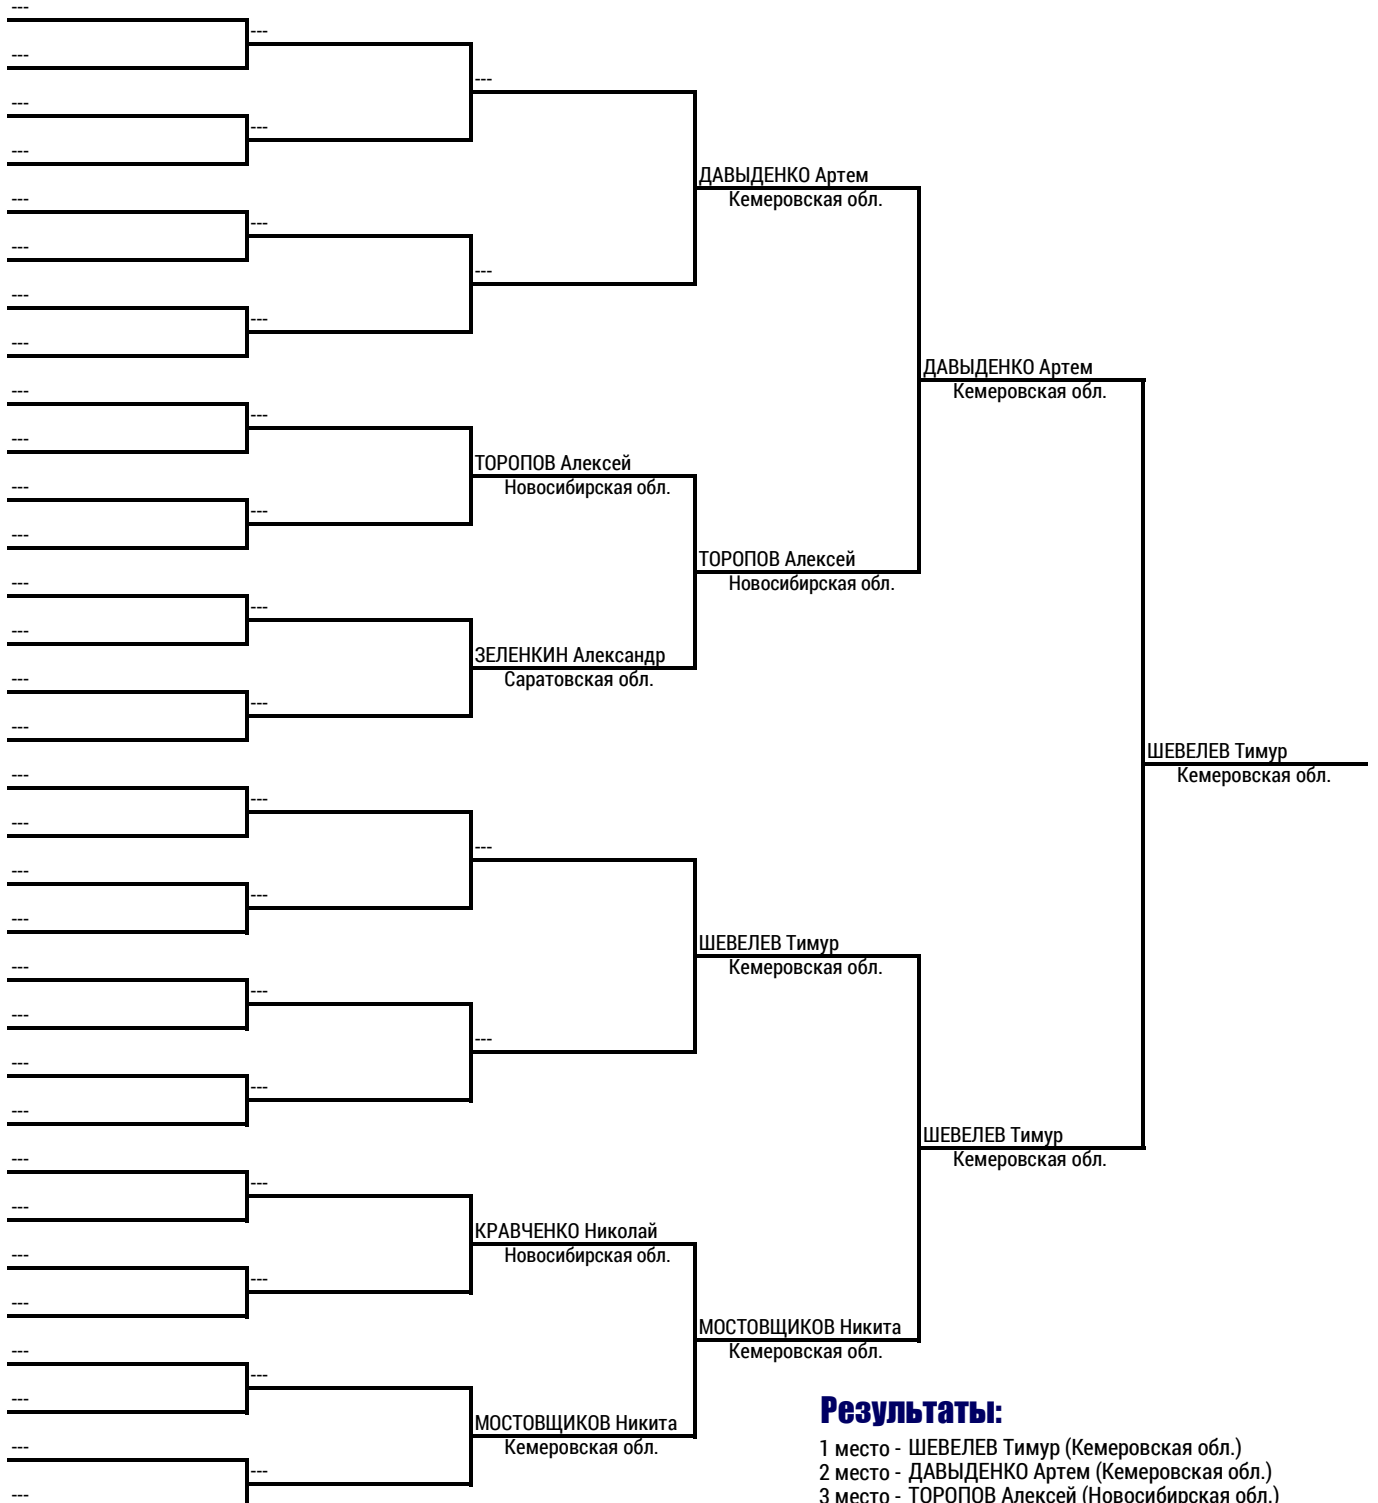 ---
---
---
---
---
---
---
---
---
---
ДАВЫДЕНКО Артем
Кемеровская обл.
---
---
---
---
---
---
---
ДАВЫДЕНКО Артем
Кемеровская обл.
---
---
---
ТОРОПОВ Алексей
Новосибирская обл.
---
---
---
ТОРОПОВ Алексей
Новосибирская обл.
---
---
---
ЗЕЛЕНКИН Александр
Саратовская обл.
---
---
---
ШЕВЕЛЕВ Тимур
Кемеровская обл.
---
---
---
---
---
---
---
ШЕВЕЛЕВ Тимур
Кемеровская обл.
---
---
---
---
---
---
---
ШЕВЕЛЕВ Тимур
Кемеровская обл.
---
---
---
КРАВЧЕНКО Николай
Новосибирская обл.
---
---
---
МОСТОВЩИКОВ Никита
Кемеровская обл.
---
---
---
МОСТОВЩИКОВ Никита
Кемеровская обл.
---
---
---
Результаты:
1 место - ШЕВЕЛЕВ Тимур (Кемеровская обл.)
2 место - ДАВЫДЕНКО Артем (Кемеровская обл.)
3 место - ТОРОПОВ Алексей (Новосибирская обл.)